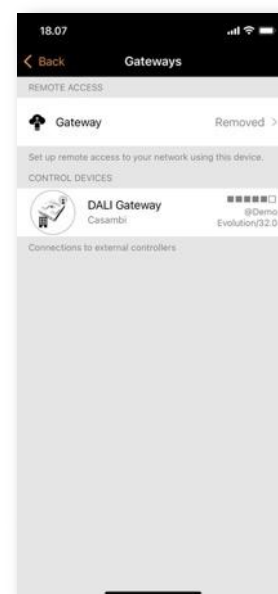 18.07
Back Gateways
REMOTE ACCESS
Gateway Removed
Set up remote access to your network using this device.
CONTROL DEVICES
DALI Gateway
Casambi
@Demo
Evolution/32.0
Connections to external controllers